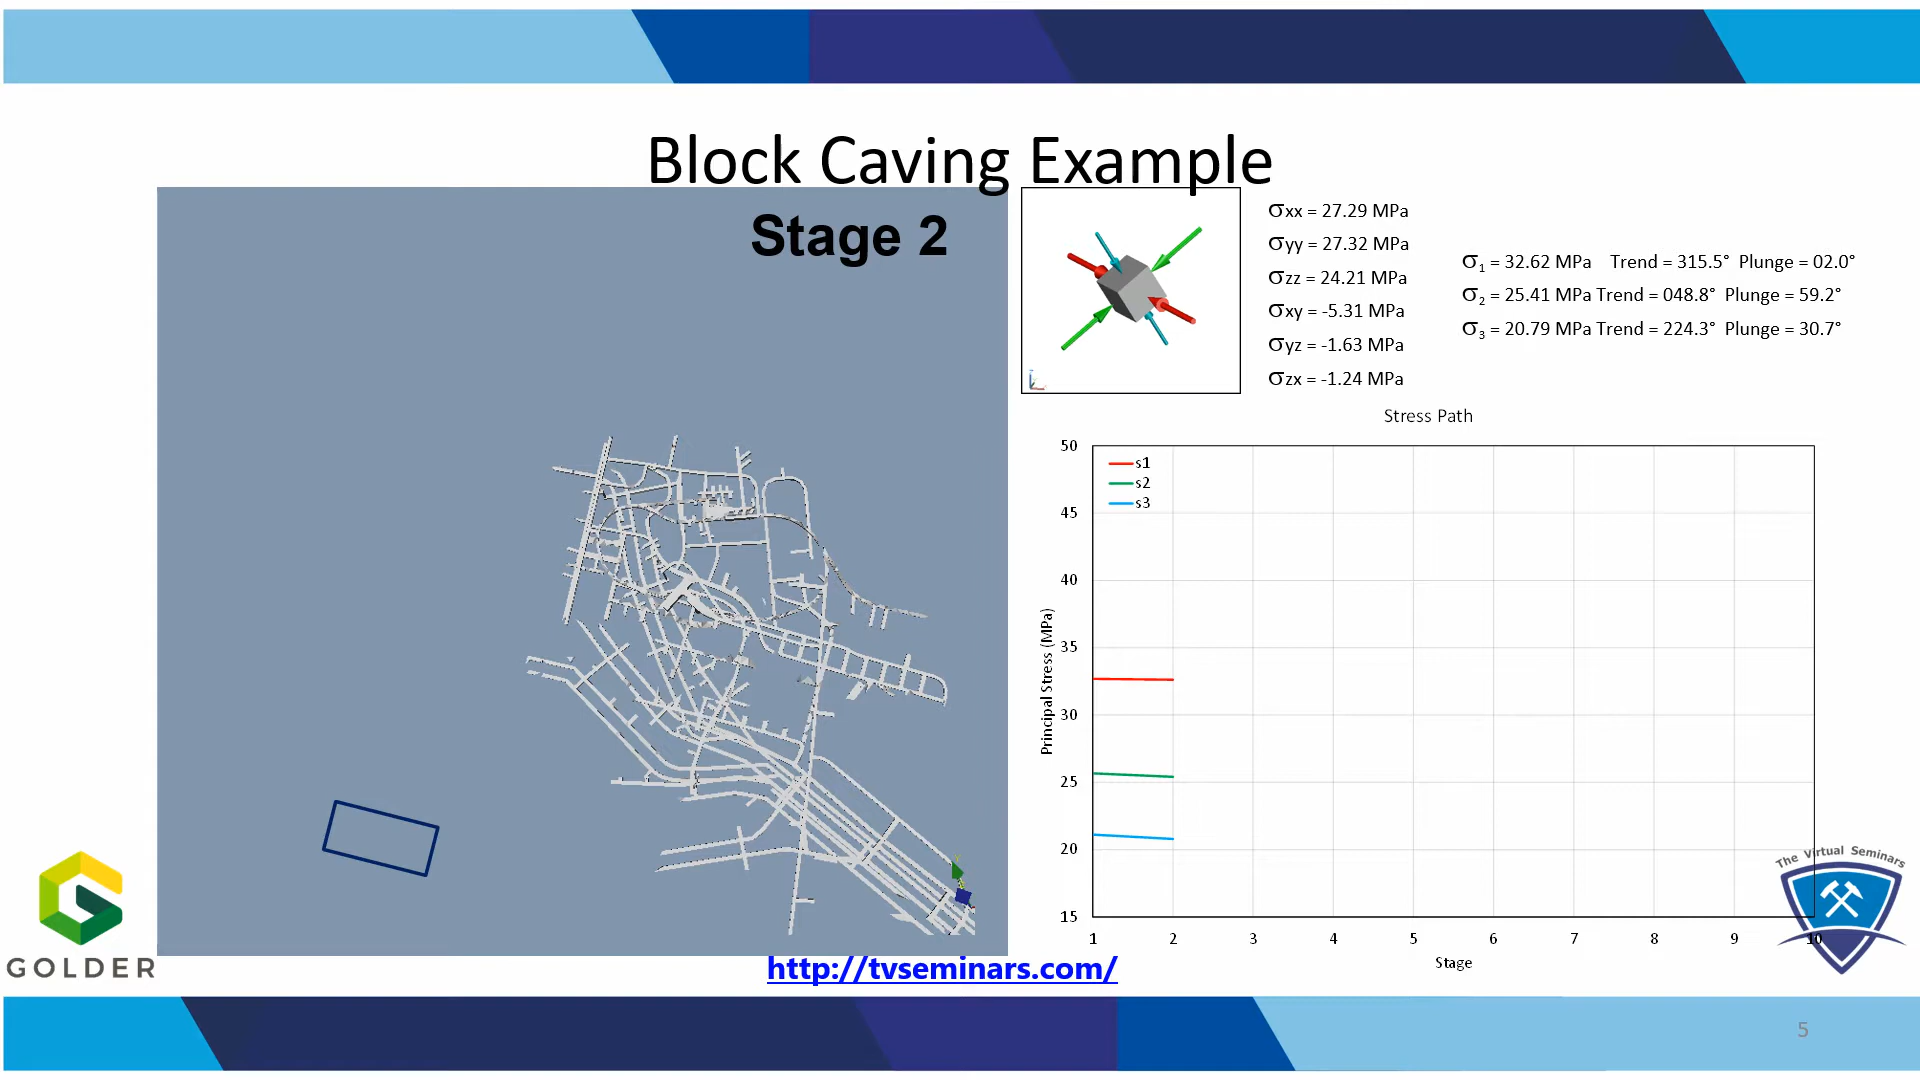 Block Caving Example
Stage 2
σxx = 27.29 MPa
σyy = 27.32 MPa
σzz = 24.21 MPa
σxy = -5.31 MPa
σyz = -1.63 MPa
σzx = -1.24 MPa
σ1 = 32.62 MPa Trend = 315.5° Plunge = 02.0°
σ2 = 25.41 MPa Trend = 048.8° Plunge = 59.2°
σ3 = 20.79 MPa Trend = 224.3° Plunge = 30.7°
Stress Path
s1
s2
s3
Principal Stress (MPa)
50
45
40
35
30
25
20
15
1 2 3 4 5 6 7 8 9 10
Stage
The Virtual Seminars
GOLDER
http://tvseminars.com/
5